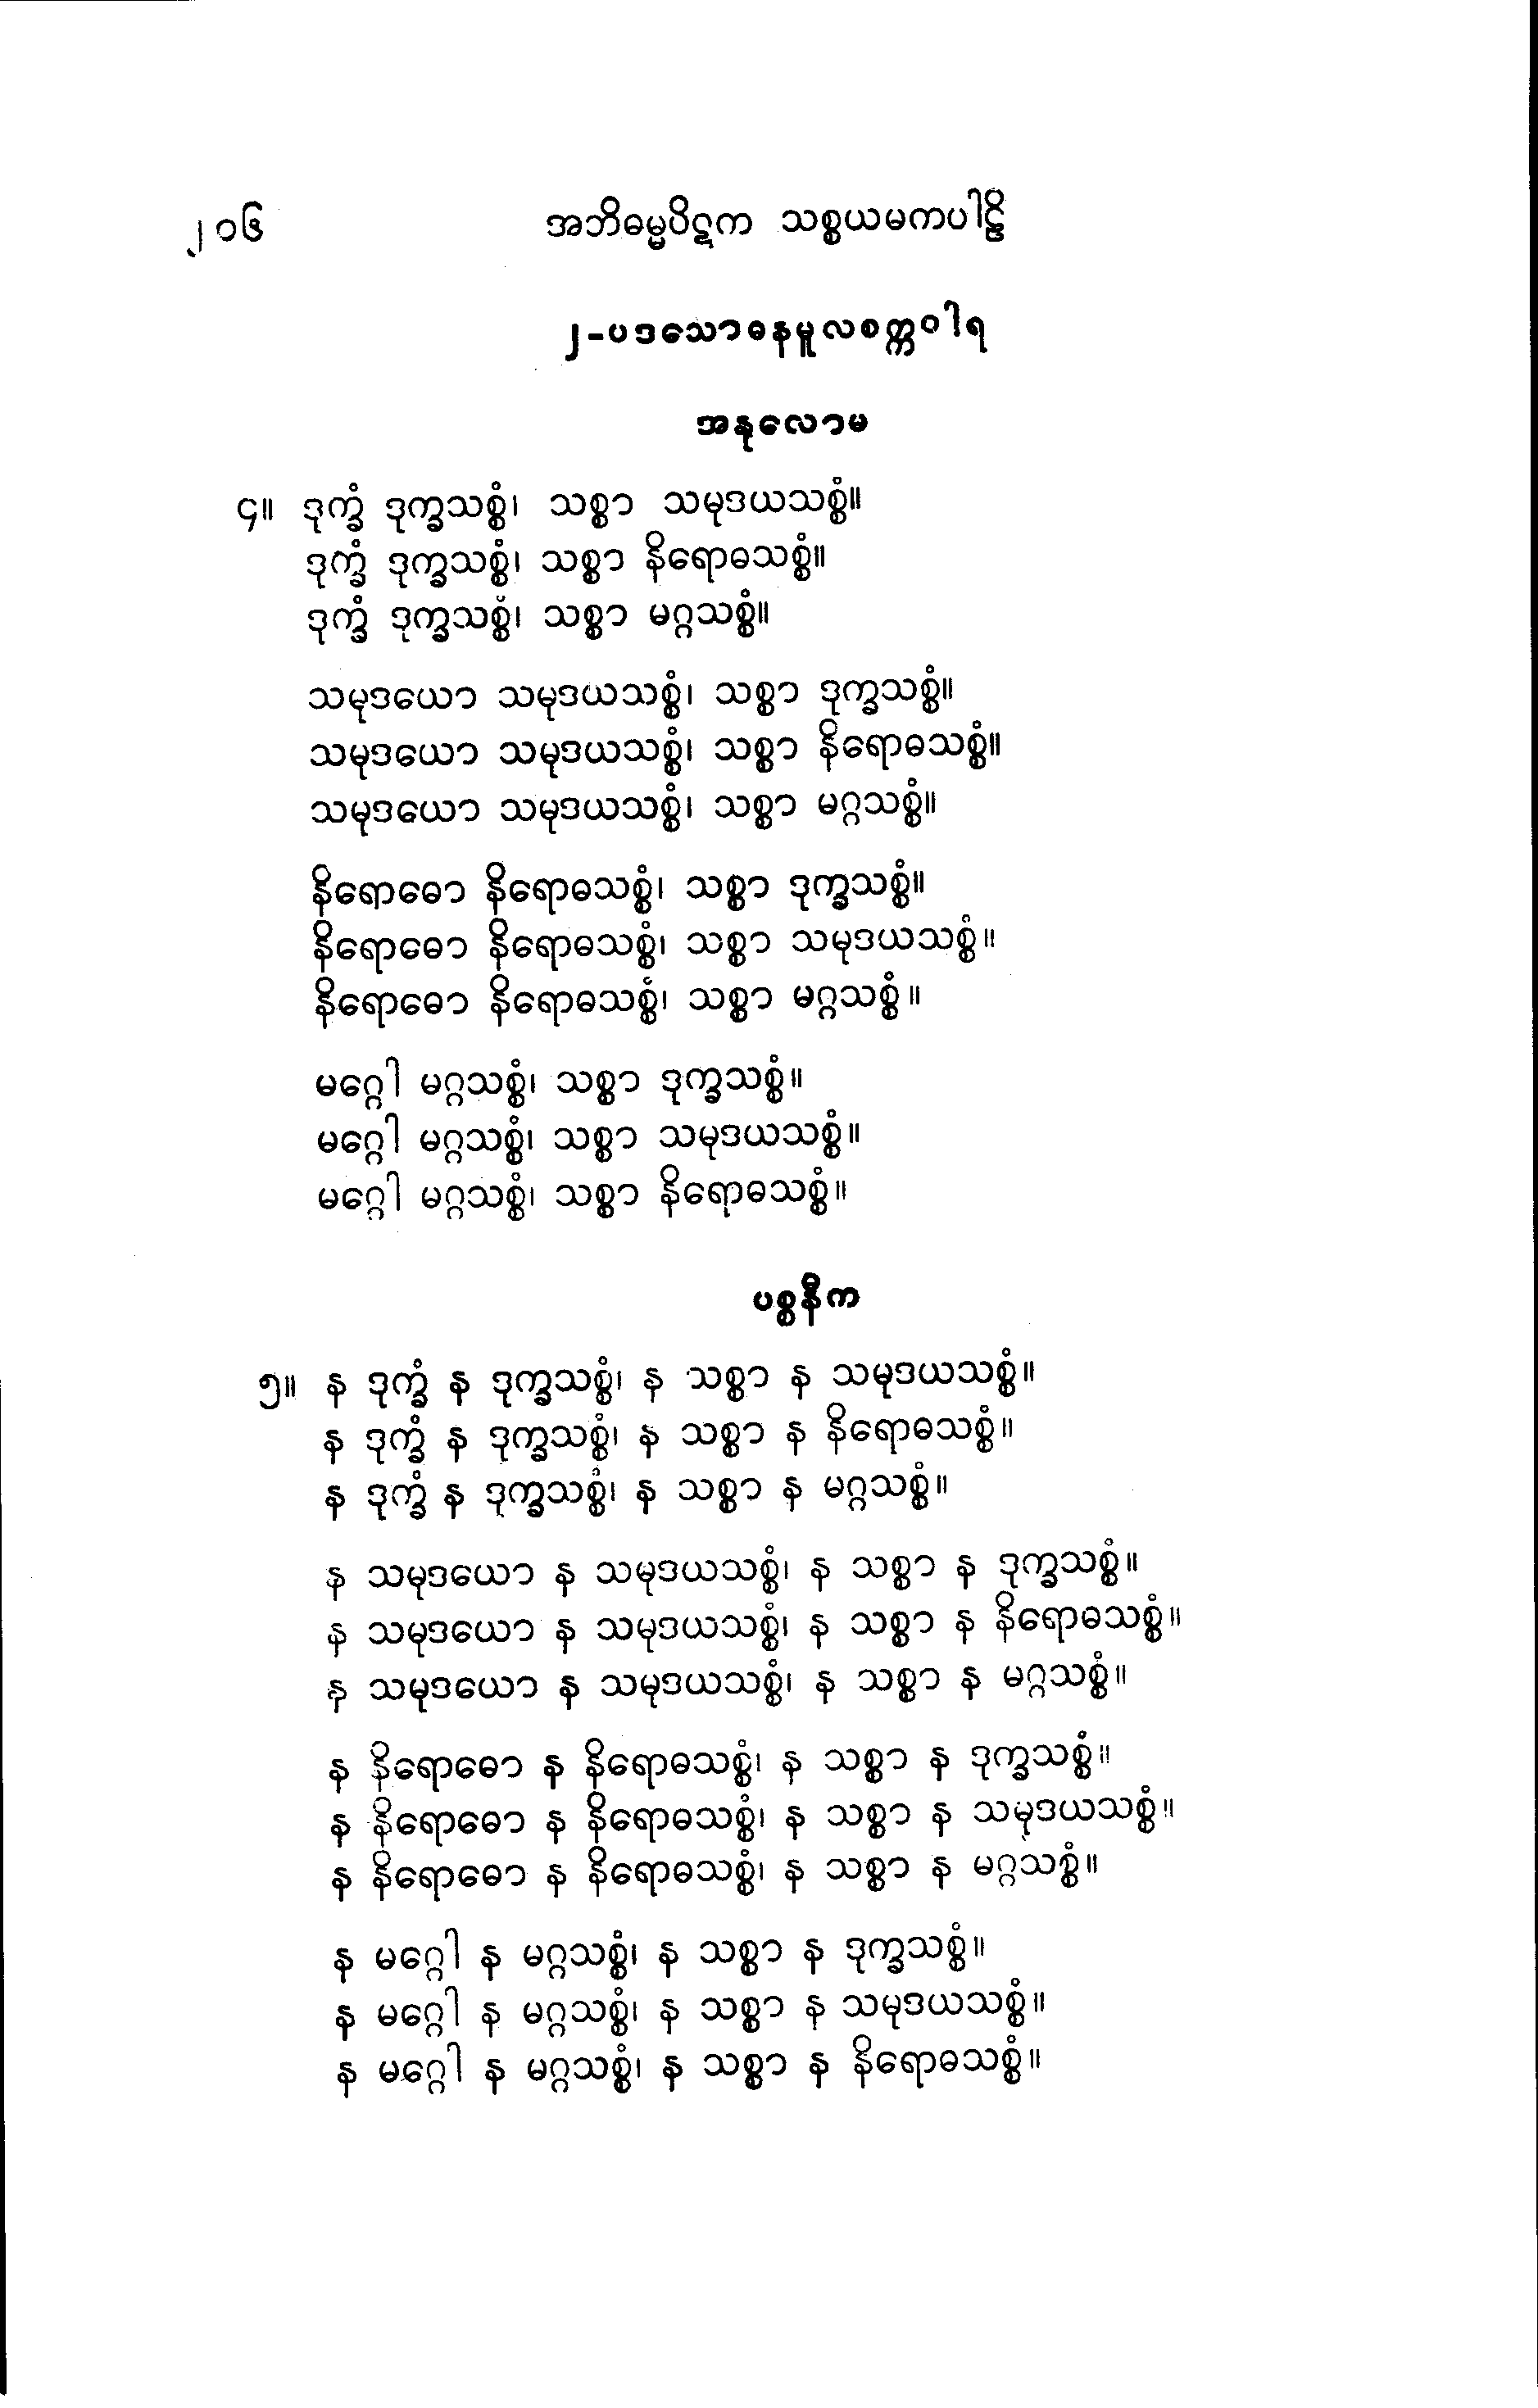 ၂၀၆ အဘိဓမ္မပိဋက သစ္စယမကပါဠိ
၂-ပဒသောဓနမူလစက္ကဝါရ
အနုလောမ
၄။ ဒုက္ခံ ဒုက္ခသစ္စံ၊ သစ္စာ သမုဒယသစ္စံ။
ဒုက္ခံ ဒုက္ခသစ္စံ၊ သစ္စာ နိရောဓသစ္စံ။
ဒုက္ခံ ဒုက္ခသစ္စံ၊ သစ္စာ မဂ္ဂသစ္စံ။
သမုဒယော သမုဒယသစ္စံ၊ သစ္စာ ဒုက္ခသစ္စံ။
သမုဒယော သမုဒယသစ္စံ၊ သစ္စာ နိရောဓသစ္စံ။
သမုဒယော သမုဒယသစ္စံ၊ သစ္စာ မဂ္ဂသစ္စံ။
နိရောဓော နိရောဓသစ္စံ၊ သစ္စာ ဒုက္ခသစ္စံ။
နိရောဓော နိရောဓသစ္စံ၊ သစ္စာ သမုဒယသစ္စံ။
နိရောဓော နိရောဓသစ္စံ၊ သစ္စာ မဂ္ဂသစ္စံ။
မဂ္ဂေါ မဂ္ဂသစ္စံ၊ သစ္စာ ဒုက္ခသစ္စံ။
မဂ္ဂေါ မဂ္ဂသစ္စံ၊ သစ္စာ သမုဒယသစ္စံ။
မဂ္ဂေါ မဂ္ဂသစ္စံ၊ သစ္စာ နိရောဓသစ္စံ။
ပစ္စနီက
၅။ န ဒုက္ခံ န ဒုက္ခသစ္စံ၊ န သစ္စာ န သမုဒယသစ္စံ။
န ဒုက္ခံ န ဒုက္ခသစ္စံ၊ န သစ္စာ န နိရောဓသစ္စံ။
န ဒုက္ခံ န ဒုက္ခသစ္စံ၊ န သစ္စာ န မဂ္ဂသစ္စံ။
န သမုဒယော န သမုဒယသစ္စံ၊ န သစ္စာ န ဒုက္ခသစ္စံ။
န သမုဒယော န သမုဒယသစ္စံ၊ န သစ္စာ န နိရောဓသစ္စံ။
န သမုဒယော န သမုဒယသစ္စံ၊ န သစ္စာ န မဂ္ဂသစ္စံ။
န နိရောဓော န နိရောဓသစ္စံ၊ န သစ္စာ န ဒုက္ခသစ္စံ။
န နိရောဓော န နိရောဓသစ္စံ၊ န သစ္စာ န သမုဒယသစ္စံ။
န နိရောဓော န နိရောဓသစ္စံ၊ န သစ္စာ န မဂ္ဂသစ္စံ။
န မဂ္ဂေါ န မဂ္ဂသစ္စံ၊ န သစ္စာ န ဒုက္ခသစ္စံ။
န မဂ္ဂေါ န မဂ္ဂသစ္စံ၊ န သစ္စာ န သမုဒယသစ္စံ။
န မဂ္ဂေါ န မဂ္ဂသစ္စံ၊ န သစ္စာ န နိရောဓသစ္စံ။